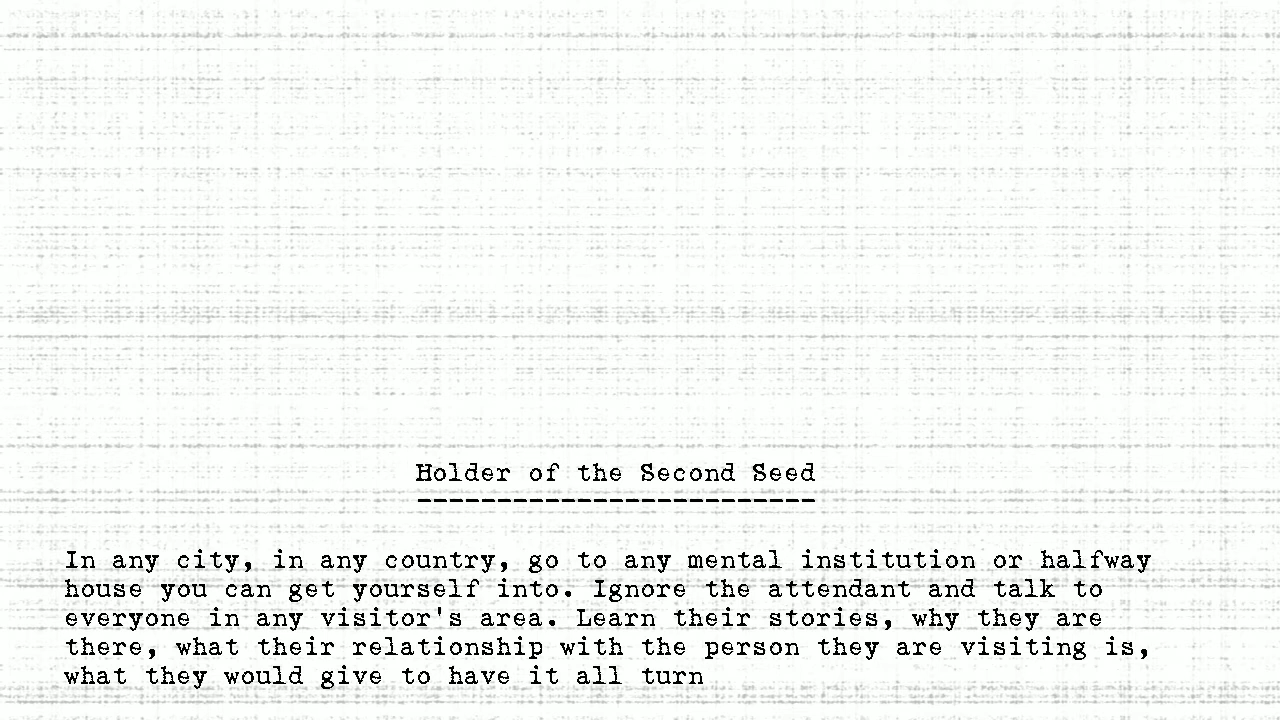 Holder of the Second Seed
-------------------------
In any city, in any country, go to any mental institution or halfway
house you can get yourself into. Ignore the attendant and talk to
everyone in any visitor's area. Learn their stories, why they are
there, what their relationship with the person they are visiting is,
what they would give to have it all turn